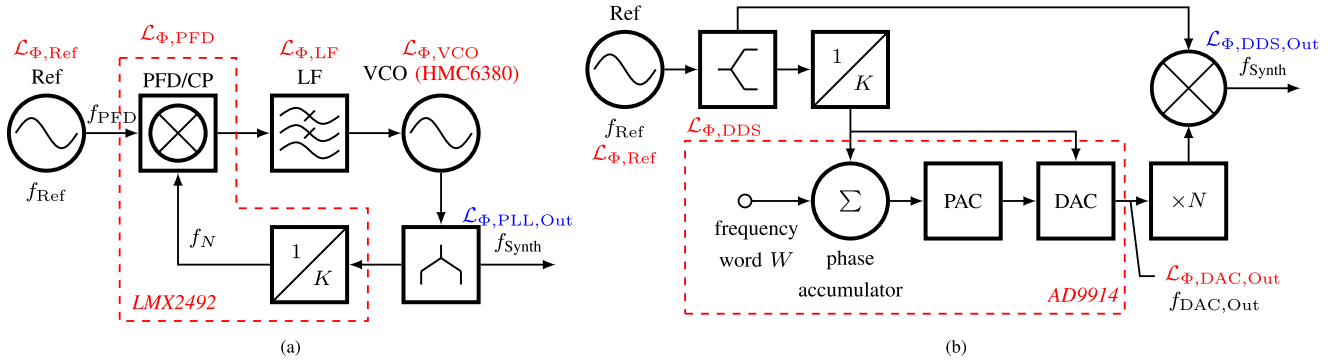 ℒΦ,Ref
Ref
fRef
fPFD
ℒΦ,PFD
PFD/CP
ℒΦ,LF
LF
ℒΦ,VCO
VCO (HMC6380)
fN
1
K
LMX2492
ℒΦ,PLL,Out
fSynth
(a)
Ref
fRef
ℒΦ,Ref
1
K
ℒΦ,DDS
frequency
word W
Σ
phase
accumulator
PAC
DAC
×N
AD9914
ℒΦ,DAC,Out
fDAC,Out
ℒΦ,DDS,Out
fSynth
(b)